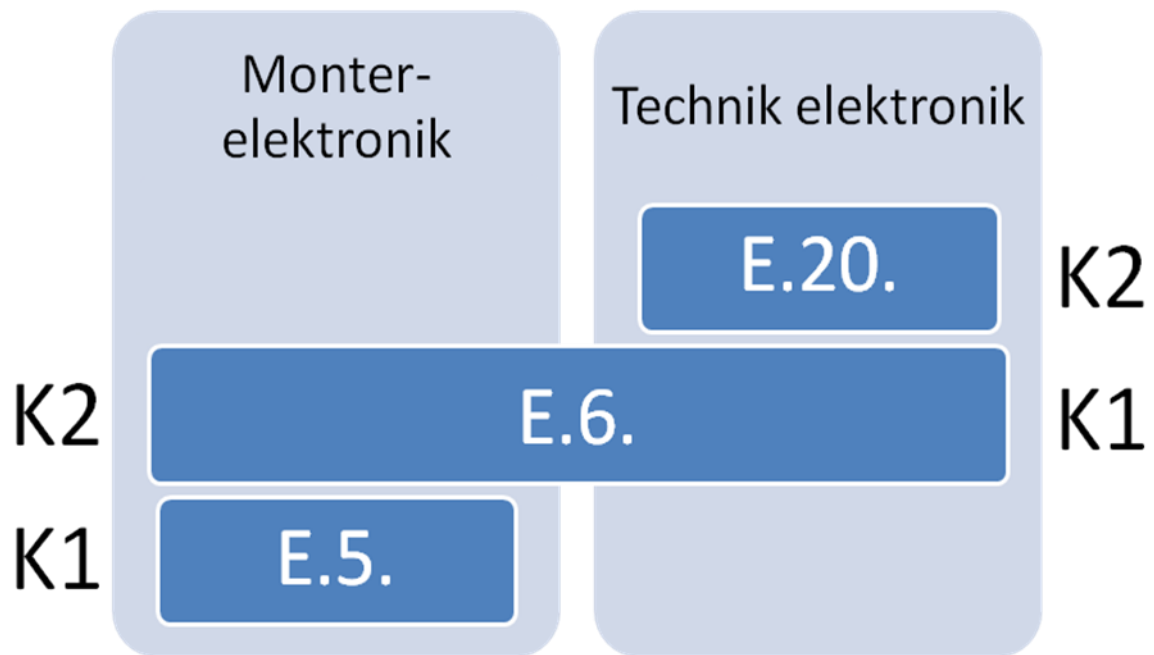 Monter-
elektronik
Technik elektronik
E.20.
K2
K2
E.6.
K1
K1
E.5.